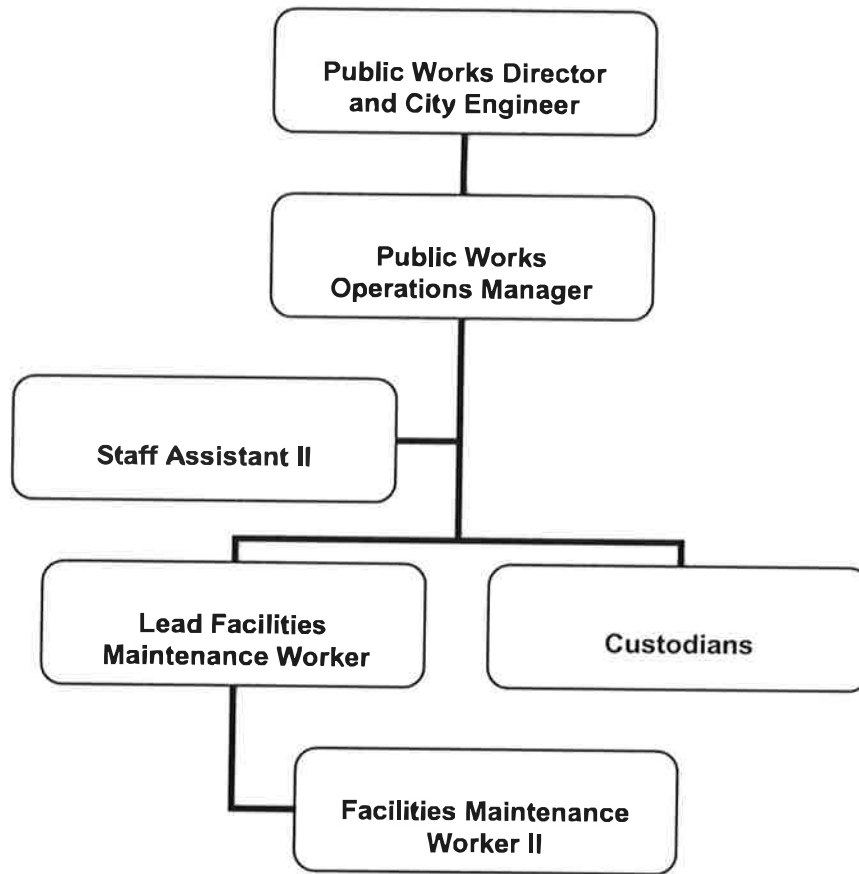 Public Works Director
and City Engineer
Public Works
Operations Manager
Staff Assistant II
Lead Facilities
Maintenance Worker
Custodians
Facilities Maintenance
Worker II